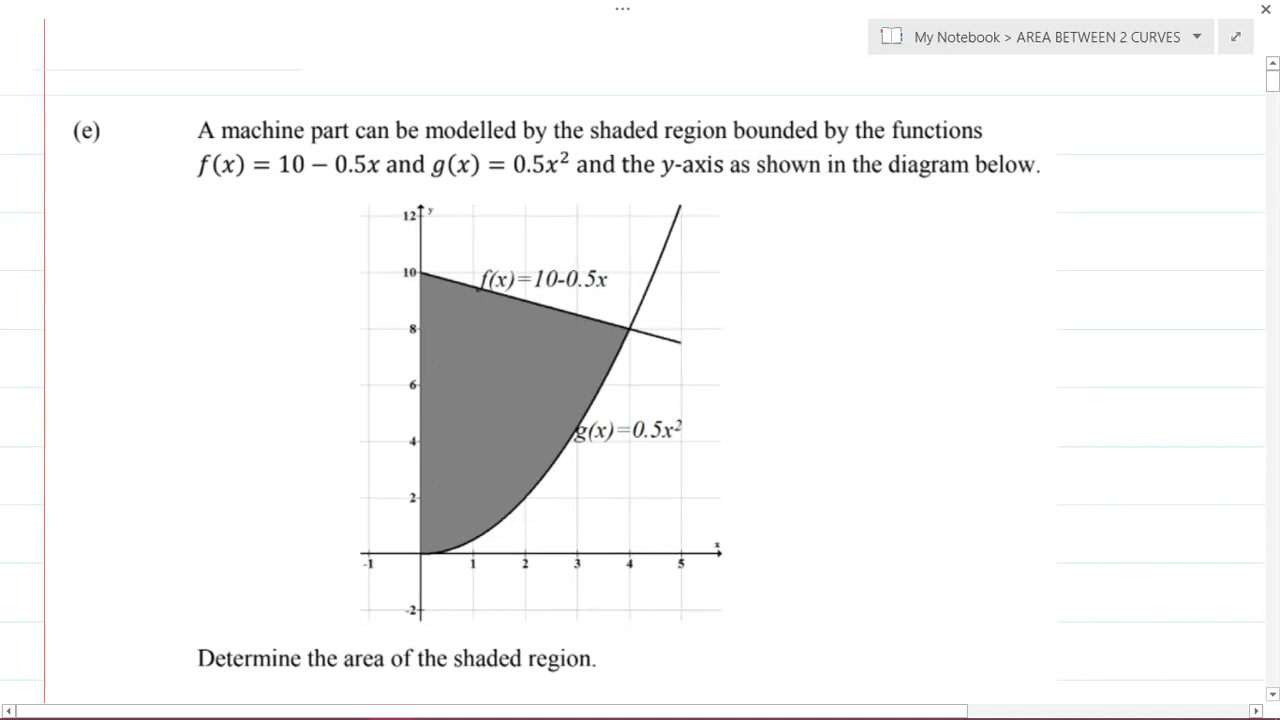 ...
My Notebook > AREA BETWEEN 2 CURVES
(e) A machine part can be modelled by the shaded region bounded by the functions
f(x) = 10 − 0.5x and g(x) = 0.5x² and the y-axis as shown in the diagram below.
12 y
10
f(x)=10-0.5x
8
6
g(x)=0.5x²
4
2
x
-1 1 2 3 4 5
-2
Determine the area of the shaded region.